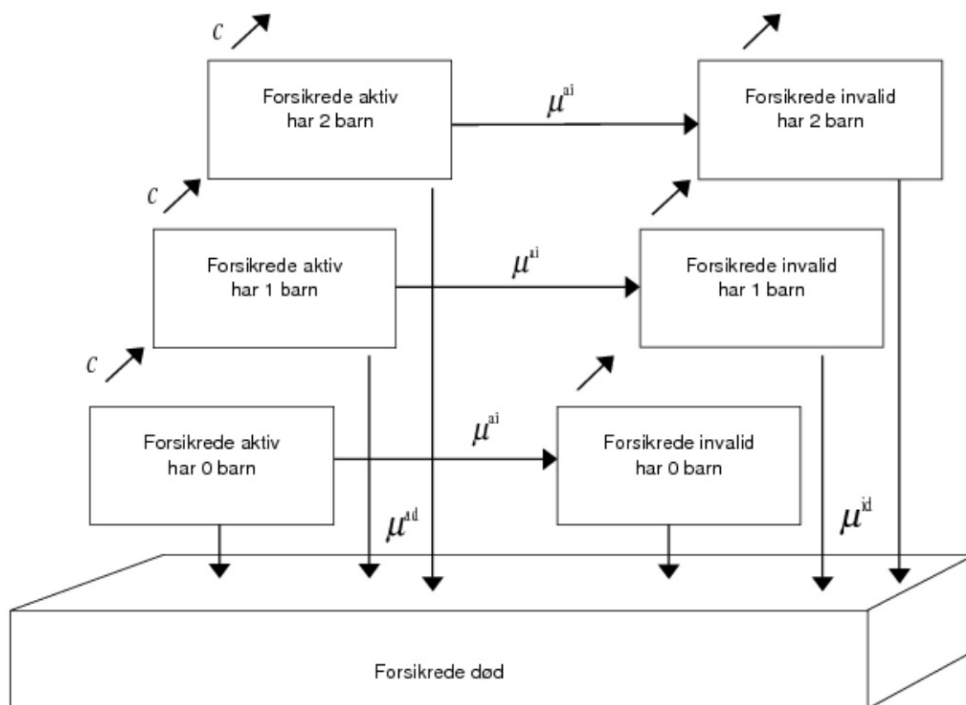 c
Forsikrede aktiv
har 2 barn
μ^ai
Forsikrede invalid
har 2 barn
c
Forsikrede aktiv
har 1 barn
μ^ai
Forsikrede invalid
har 1 barn
c
Forsikrede aktiv
har 0 barn
μ^ai
Forsikrede invalid
har 0 barn
μ^ad
μ^id
Forsikrede død